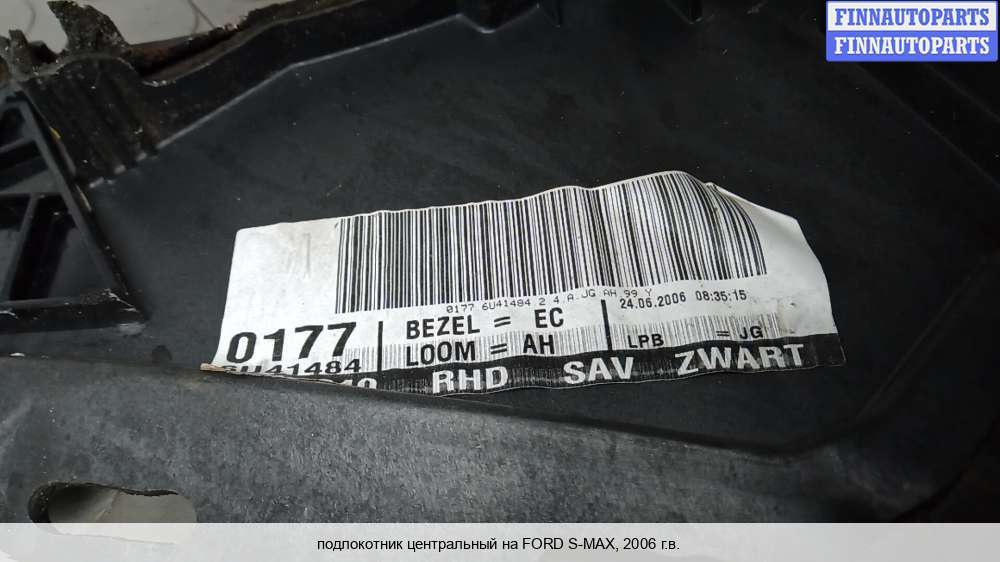 FINNAUTOPARTS
FINNAUTOPARTS
0177 6U41484 2 4.A.JG AH 99 Y
24.06.2006 08:35:15
0177
6U41484
BEZEL = EC
LOOM = AH
LPB = JG
RHD SAV ZWART
подлокотник центральный на FORD S-MAX, 2006 г.в.